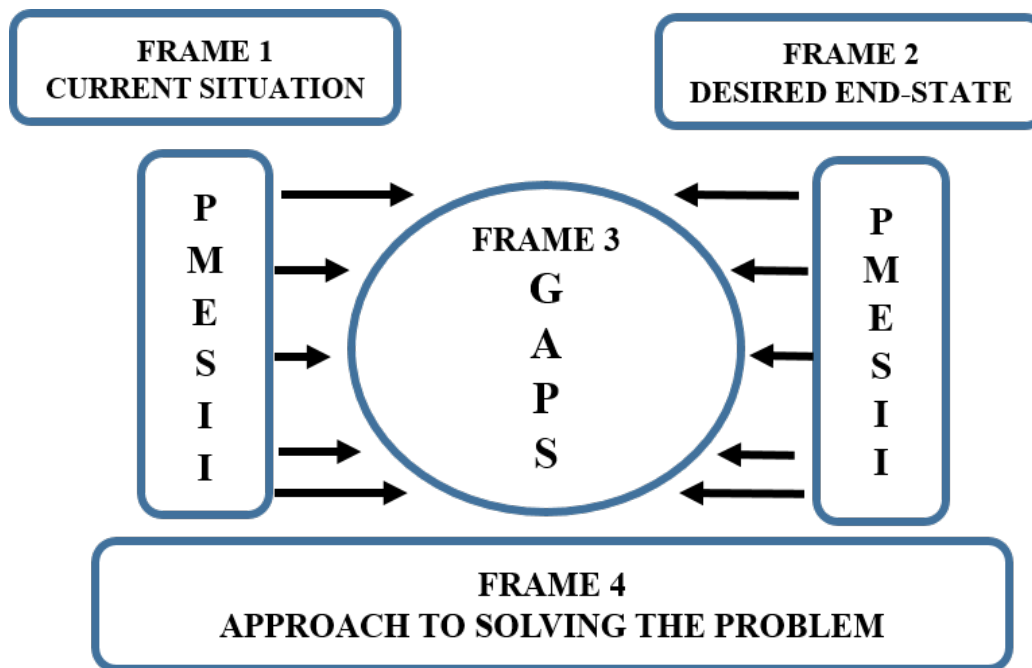 FRAME 1
CURRENT SITUATION
FRAME 2
DESIRED END-STATE
P
M
E
S
I
I
FRAME 3
G
A
P
S
P
M
E
S
I
I
FRAME 4
APPROACH TO SOLVING THE PROBLEM